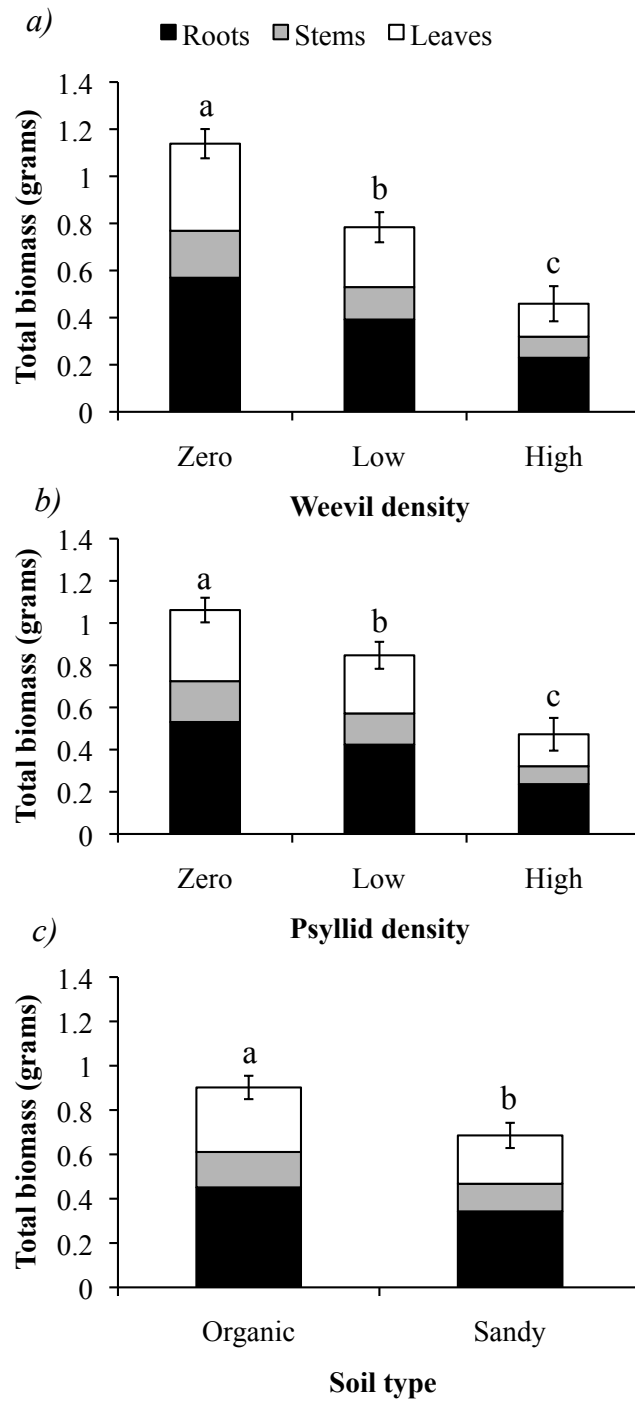 a)
Roots Stems Leaves
Total biomass (grams)
1.4
1.2
1
0.8
0.6
0.4
0.2
0
a
b
c
Zero Low High
Weevil density
b)
Total biomass (grams)
1.4
1.2
1
0.8
0.6
0.4
0.2
0
a
b
c
Zero Low High
Psyllid density
c)
Total biomass (grams)
1.4
1.2
1
0.8
0.6
0.4
0.2
0
a
b
Organic Sandy
Soil type